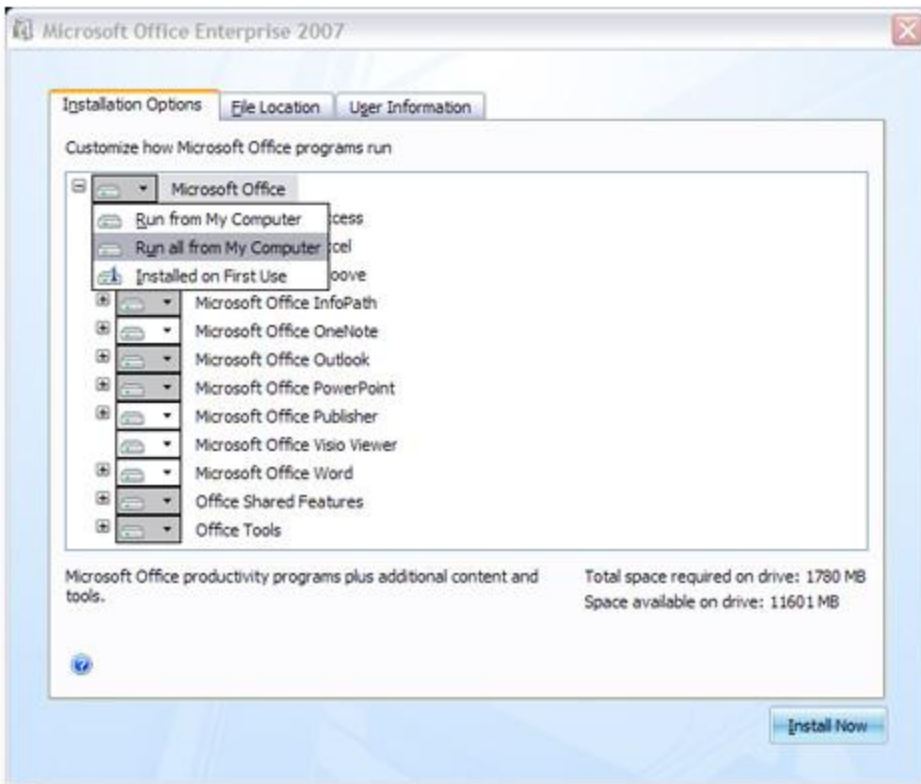 Microsoft Office Enterprise 2007
Installation Options File Location User Information
Customize how Microsoft Office programs run
Microsoft Office
Run from My Computer
Run all from My Computer
Installed on First Use
Microsoft Office InfoPath
Microsoft Office OneNote
Microsoft Office Outlook
Microsoft Office PowerPoint
Microsoft Office Publisher
Microsoft Office Visio Viewer
Microsoft Office Word
Office Shared Features
Office Tools
Microsoft Office productivity programs plus additional content and
tools.
Total space required on drive: 1780 MB
Space available on drive: 11601 MB
Install Now